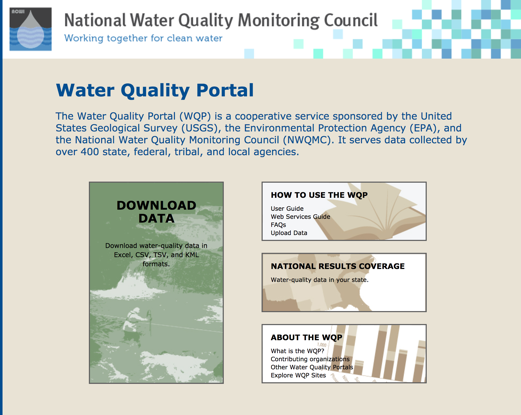 National Water Quality Monitoring Council
Working together for clean water
Water Quality Portal
The Water Quality Portal (WQP) is a cooperative service sponsored by the United
States Geological Survey (USGS), the Environmental Protection Agency (EPA), and
the National Water Quality Monitoring Council (NWQMC). It serves data collected by
over 400 state, federal, tribal, and local agencies.
DOWNLOAD
DATA
Download water-quality data in
Excel, CSV, TSV, and KML
formats.
HOW TO USE THE WQP
User Guide
Web Services Guide
FAQs
Upload Data
NATIONAL RESULTS COVERAGE
Water-quality data in your state.
ABOUT THE WQP
What is the WQP?
Contributing organizations
Other Water Quality Portals
Explore WQP Sites